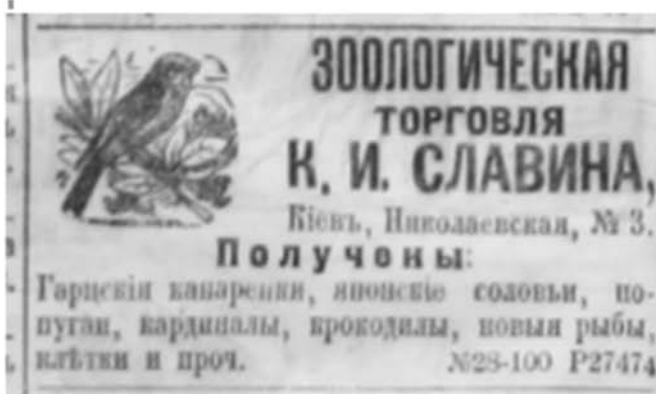 ЗООЛОГИЧЕСКАЯ
ТОРГОВЛЯ
К. И. СЛАВИНА,
Кіевъ, Николаевская, № 3.
Получены:
Гарцскія канарейки, японскіе соловьи, по-
пугаи, кардиналы, крокодилы, новыя рыбы,
клѣтки и проч. №28-100 Р27474